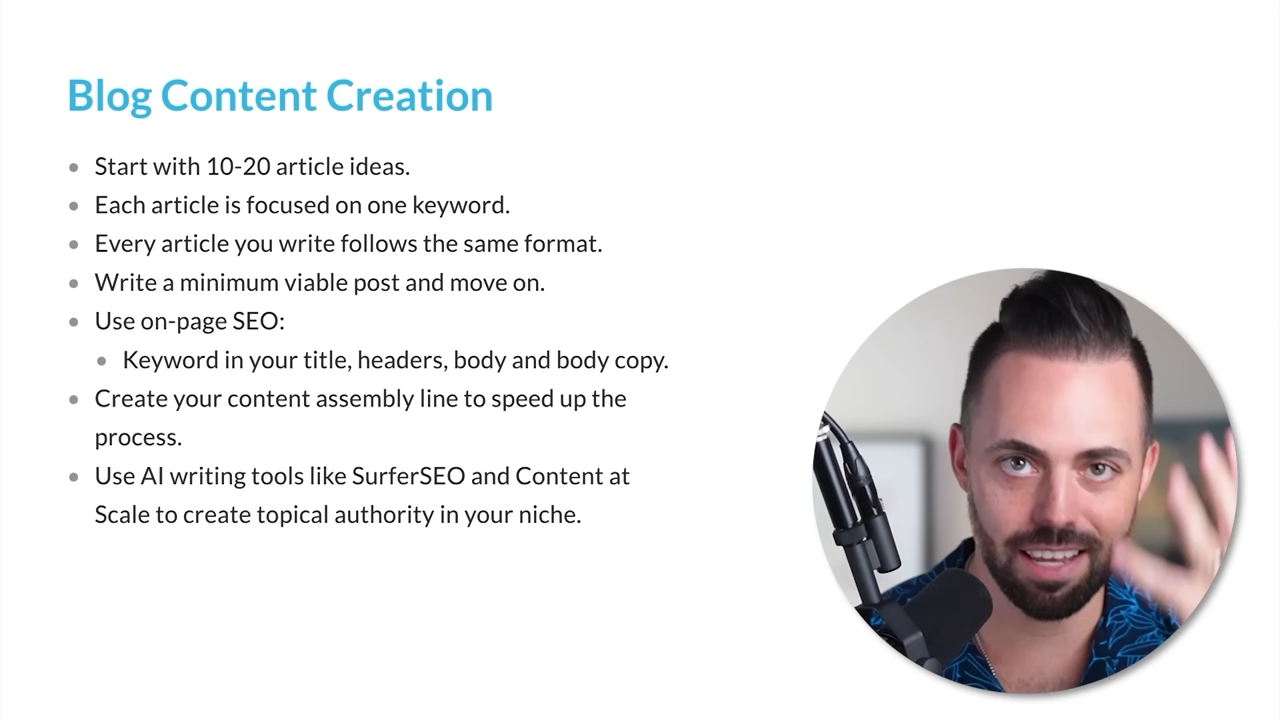 Blog Content Creation
Start with 10-20 article ideas.
Each article is focused on one keyword.
Every article you write follows the same format.
Write a minimum viable post and move on.
Use on-page SEO:
Keyword in your title, headers, body and body copy.
Create your content assembly line to speed up the
process.
Use AI writing tools like SurferSEO and Content at
Scale to create topical authority in your niche.